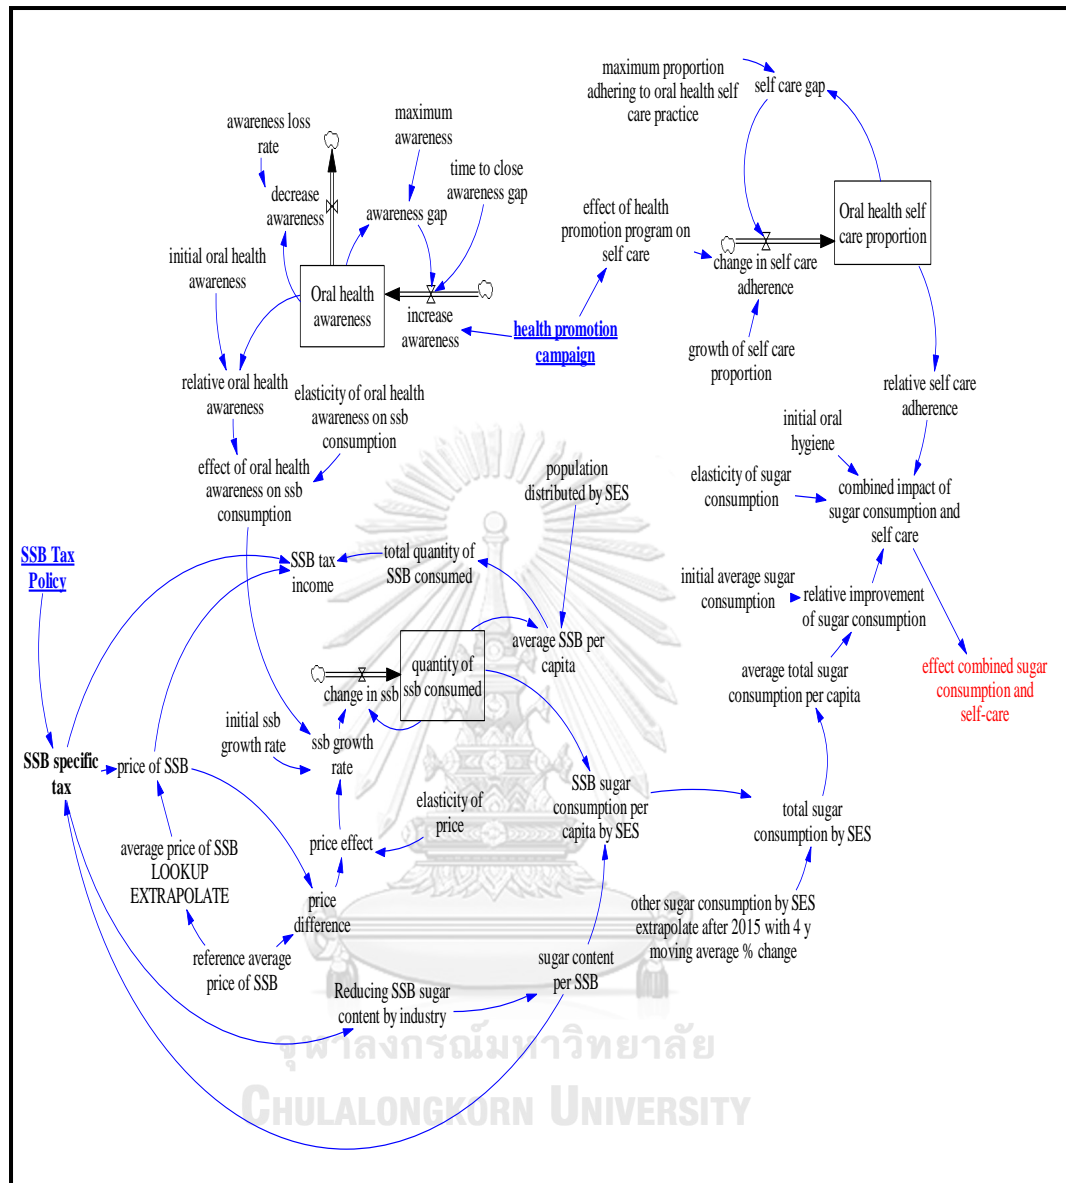 maximum proportion
adhering to oral health self
care practice
self care gap
awareness loss
rate
maximum
awareness
time to close
awareness gap
decrease
awareness
awareness gap
effect of health
promotion program on
self care
Oral health self
care proportion
initial oral health
awareness
change in self care
adherence
Oral health
awareness
increase
awareness
health promotion
campaign
growth of self care
proportion
relative oral health
awareness
elasticity of oral health
awareness on ssb
consumption
relative self care
adherence
initial oral
hygiene
effect of oral health
awareness on ssb
consumption
population
distributed by SES
elasticity of sugar
consumption
combined impact of
sugar consumption and
self care
SSB Tax
Policy
SSB tax
income
total quantity of
SSB consumed
initial average sugar
consumption
relative improvement
of sugar consumption
average SSB per
capita
quantity of
ssb consumed
change in ssb
average total sugar
consumption per capita
effect combined sugar
consumption and
self-care
initial ssb
growth rate
ssb growth
rate
SSB specific
tax
price of SSB
elasticity of
price
SSB sugar
consumption per
capita by SES
total sugar
consumption by SES
price effect
average price of SSB
LOOKUP
EXTRAPOLATE
price
difference
other sugar consumption by SES
extrapolate after 2015 with 4 y
moving average % change
reference average
price of SSB
sugar content
per SSB
Reducing SSB sugar
content by industry
จุฬาลงกรณ์มหาวิทยาลัย
CHULALONGKORN UNIVERSITY